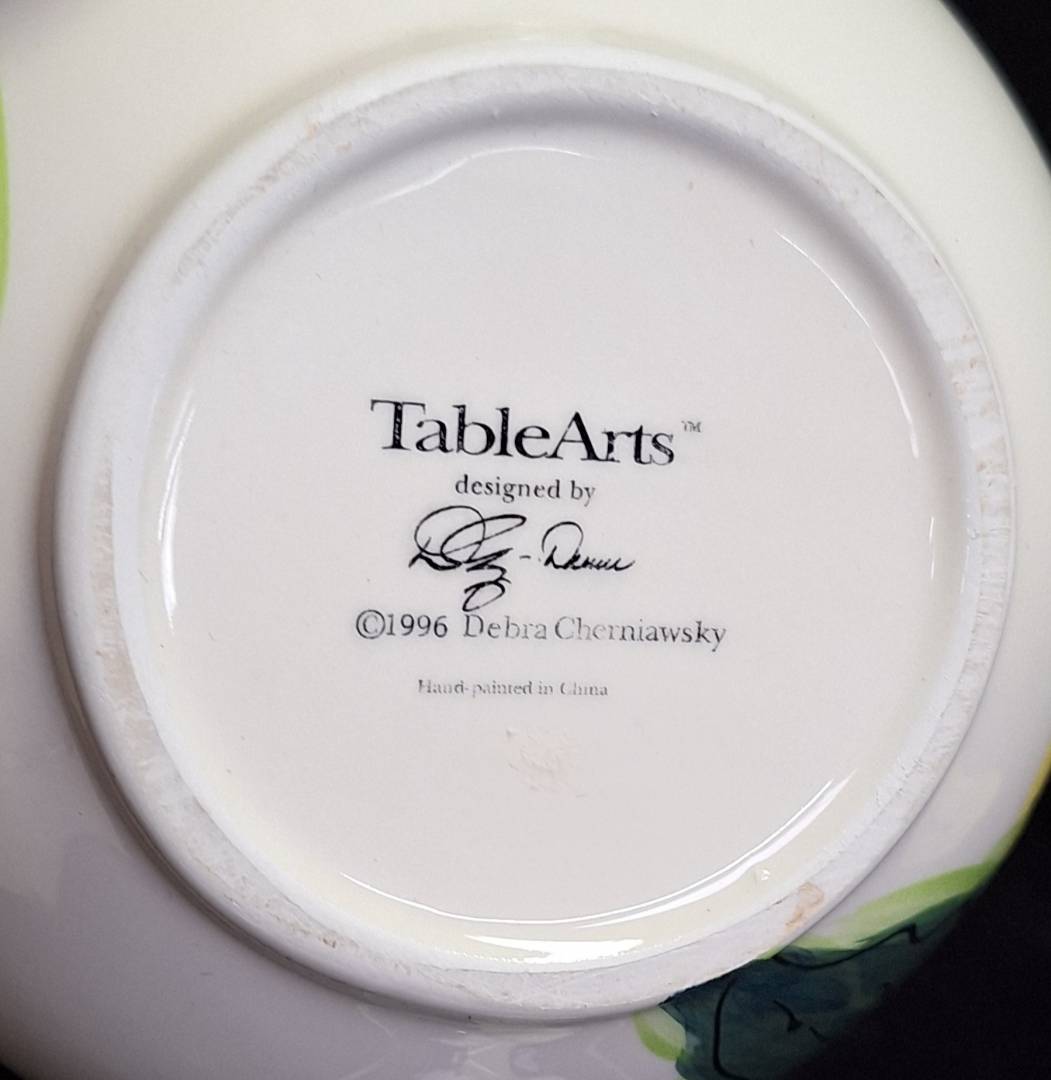 TableArts™
designed by
©1996 Debra Cherniawsky
Hand-painted in China